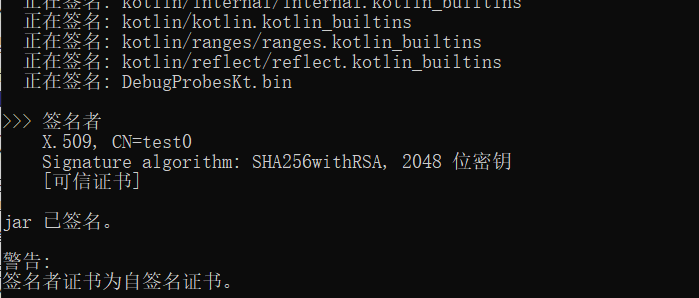 正在签名: kotlin/internal/internal.kotlin_builtins
正在签名: kotlin/kotlin.kotlin_builtins
正在签名: kotlin/ranges/ranges.kotlin_builtins
正在签名: kotlin/reflect/reflect.kotlin_builtins
正在签名: DebugProbesKt.bin
>>> 签名者
X.509, CN=test0
Signature algorithm: SHA256withRSA, 2048 位密钥
[可信证书]
jar 已签名。
警告:
签名者证书为自签名证书。